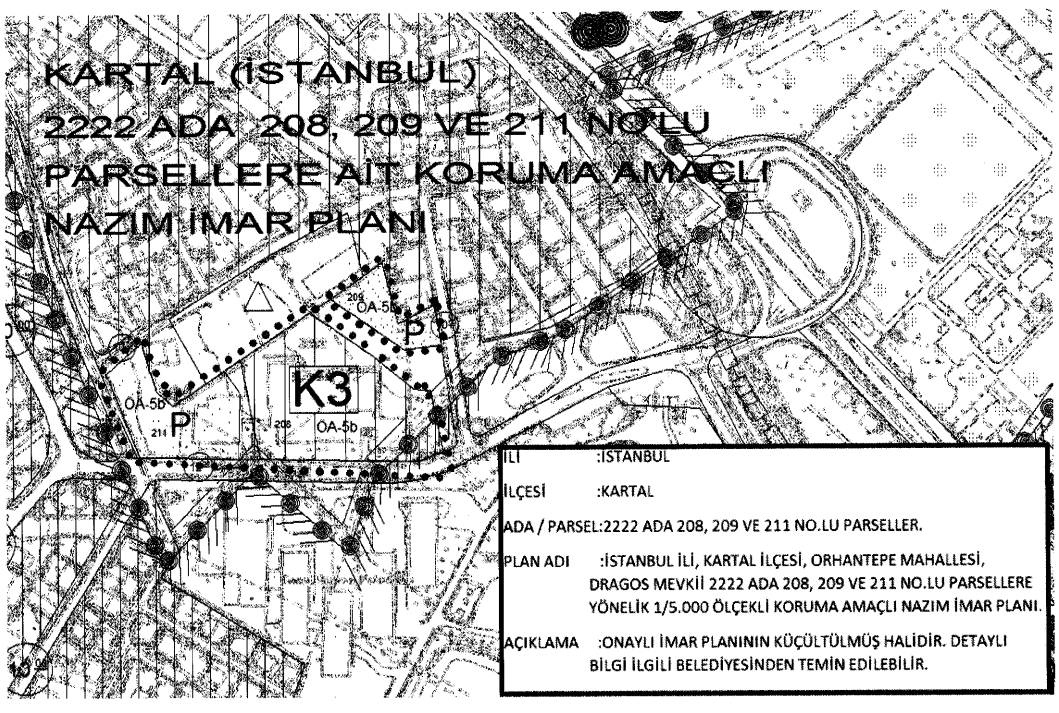 KARTAL (İSTANBUL)
2222 ADA 208, 209 VE 211 NO'LU
PARSELLERE AİT KORUMA AMAÇLI
NAZIM İMAR PLANI
209
ÖA-5b
P
K3
ÖA-5b
211
P
208
ÖA-5b
İLİ :İSTANBUL
İLÇESİ :KARTAL
ADA / PARSEL:2222 ADA 208, 209 VE 211 NO.LU PARSELLER.
PLAN ADI :İSTANBUL İLİ, KARTAL İLÇESİ, ORHANTEPE MAHALLESİ,
DRAGOS MEVKİİ 2222 ADA 208, 209 VE 211 NO.LU PARSELLERE
YÖNELİK 1/5.000 ÖLÇEKLİ KORUMA AMAÇLI NAZIM İMAR PLANI.
AÇIKLAMA :ONAYLI İMAR PLANININ KÜÇÜLTÜLMÜŞ HALİDİR. DETAYLI
BİLGİ İLGİLİ BELEDİYESİNDEN TEMİN EDİLEBİLİR.